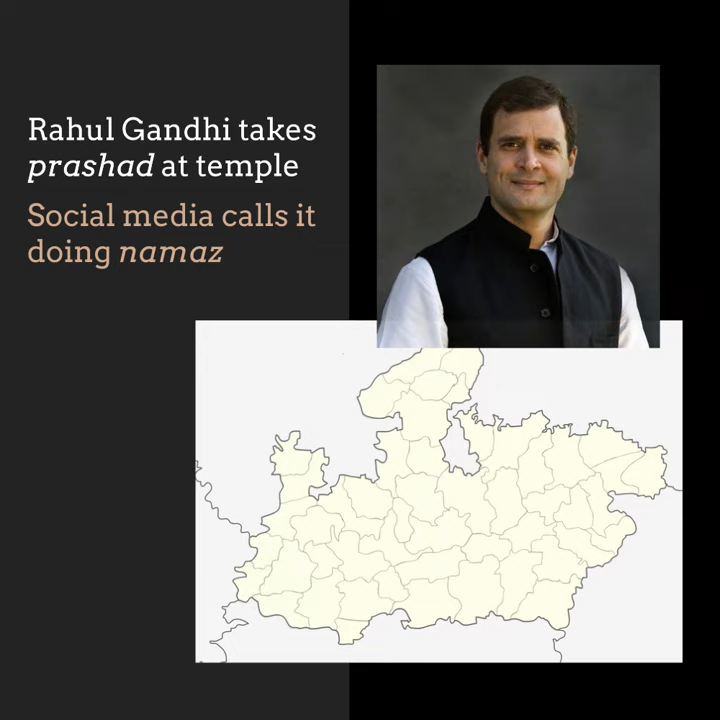 Rahul Gandhi takes
prashad at temple
Social media calls it
doing namaz